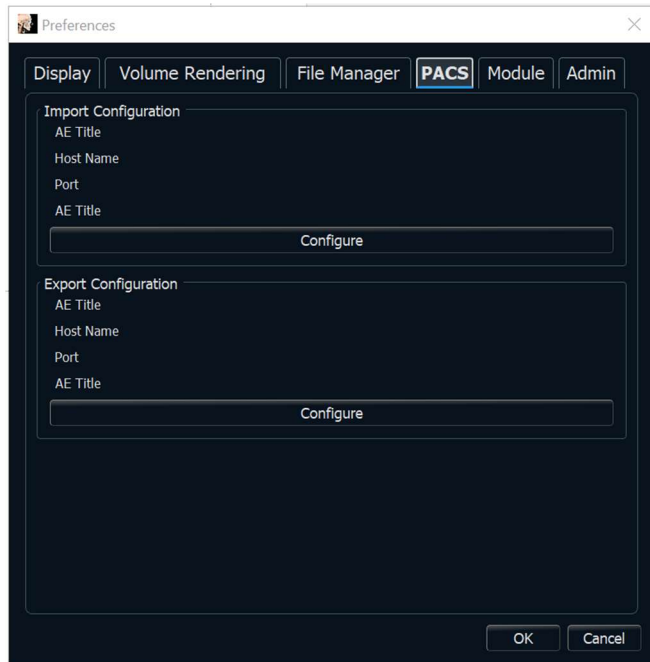 Preferences
Display Volume Rendering File Manager PACS Module Admin
Import Configuration
AE Title
Host Name
Port
AE Title
Configure
Export Configuration
AE Title
Host Name
Port
AE Title
Configure
OK Cancel